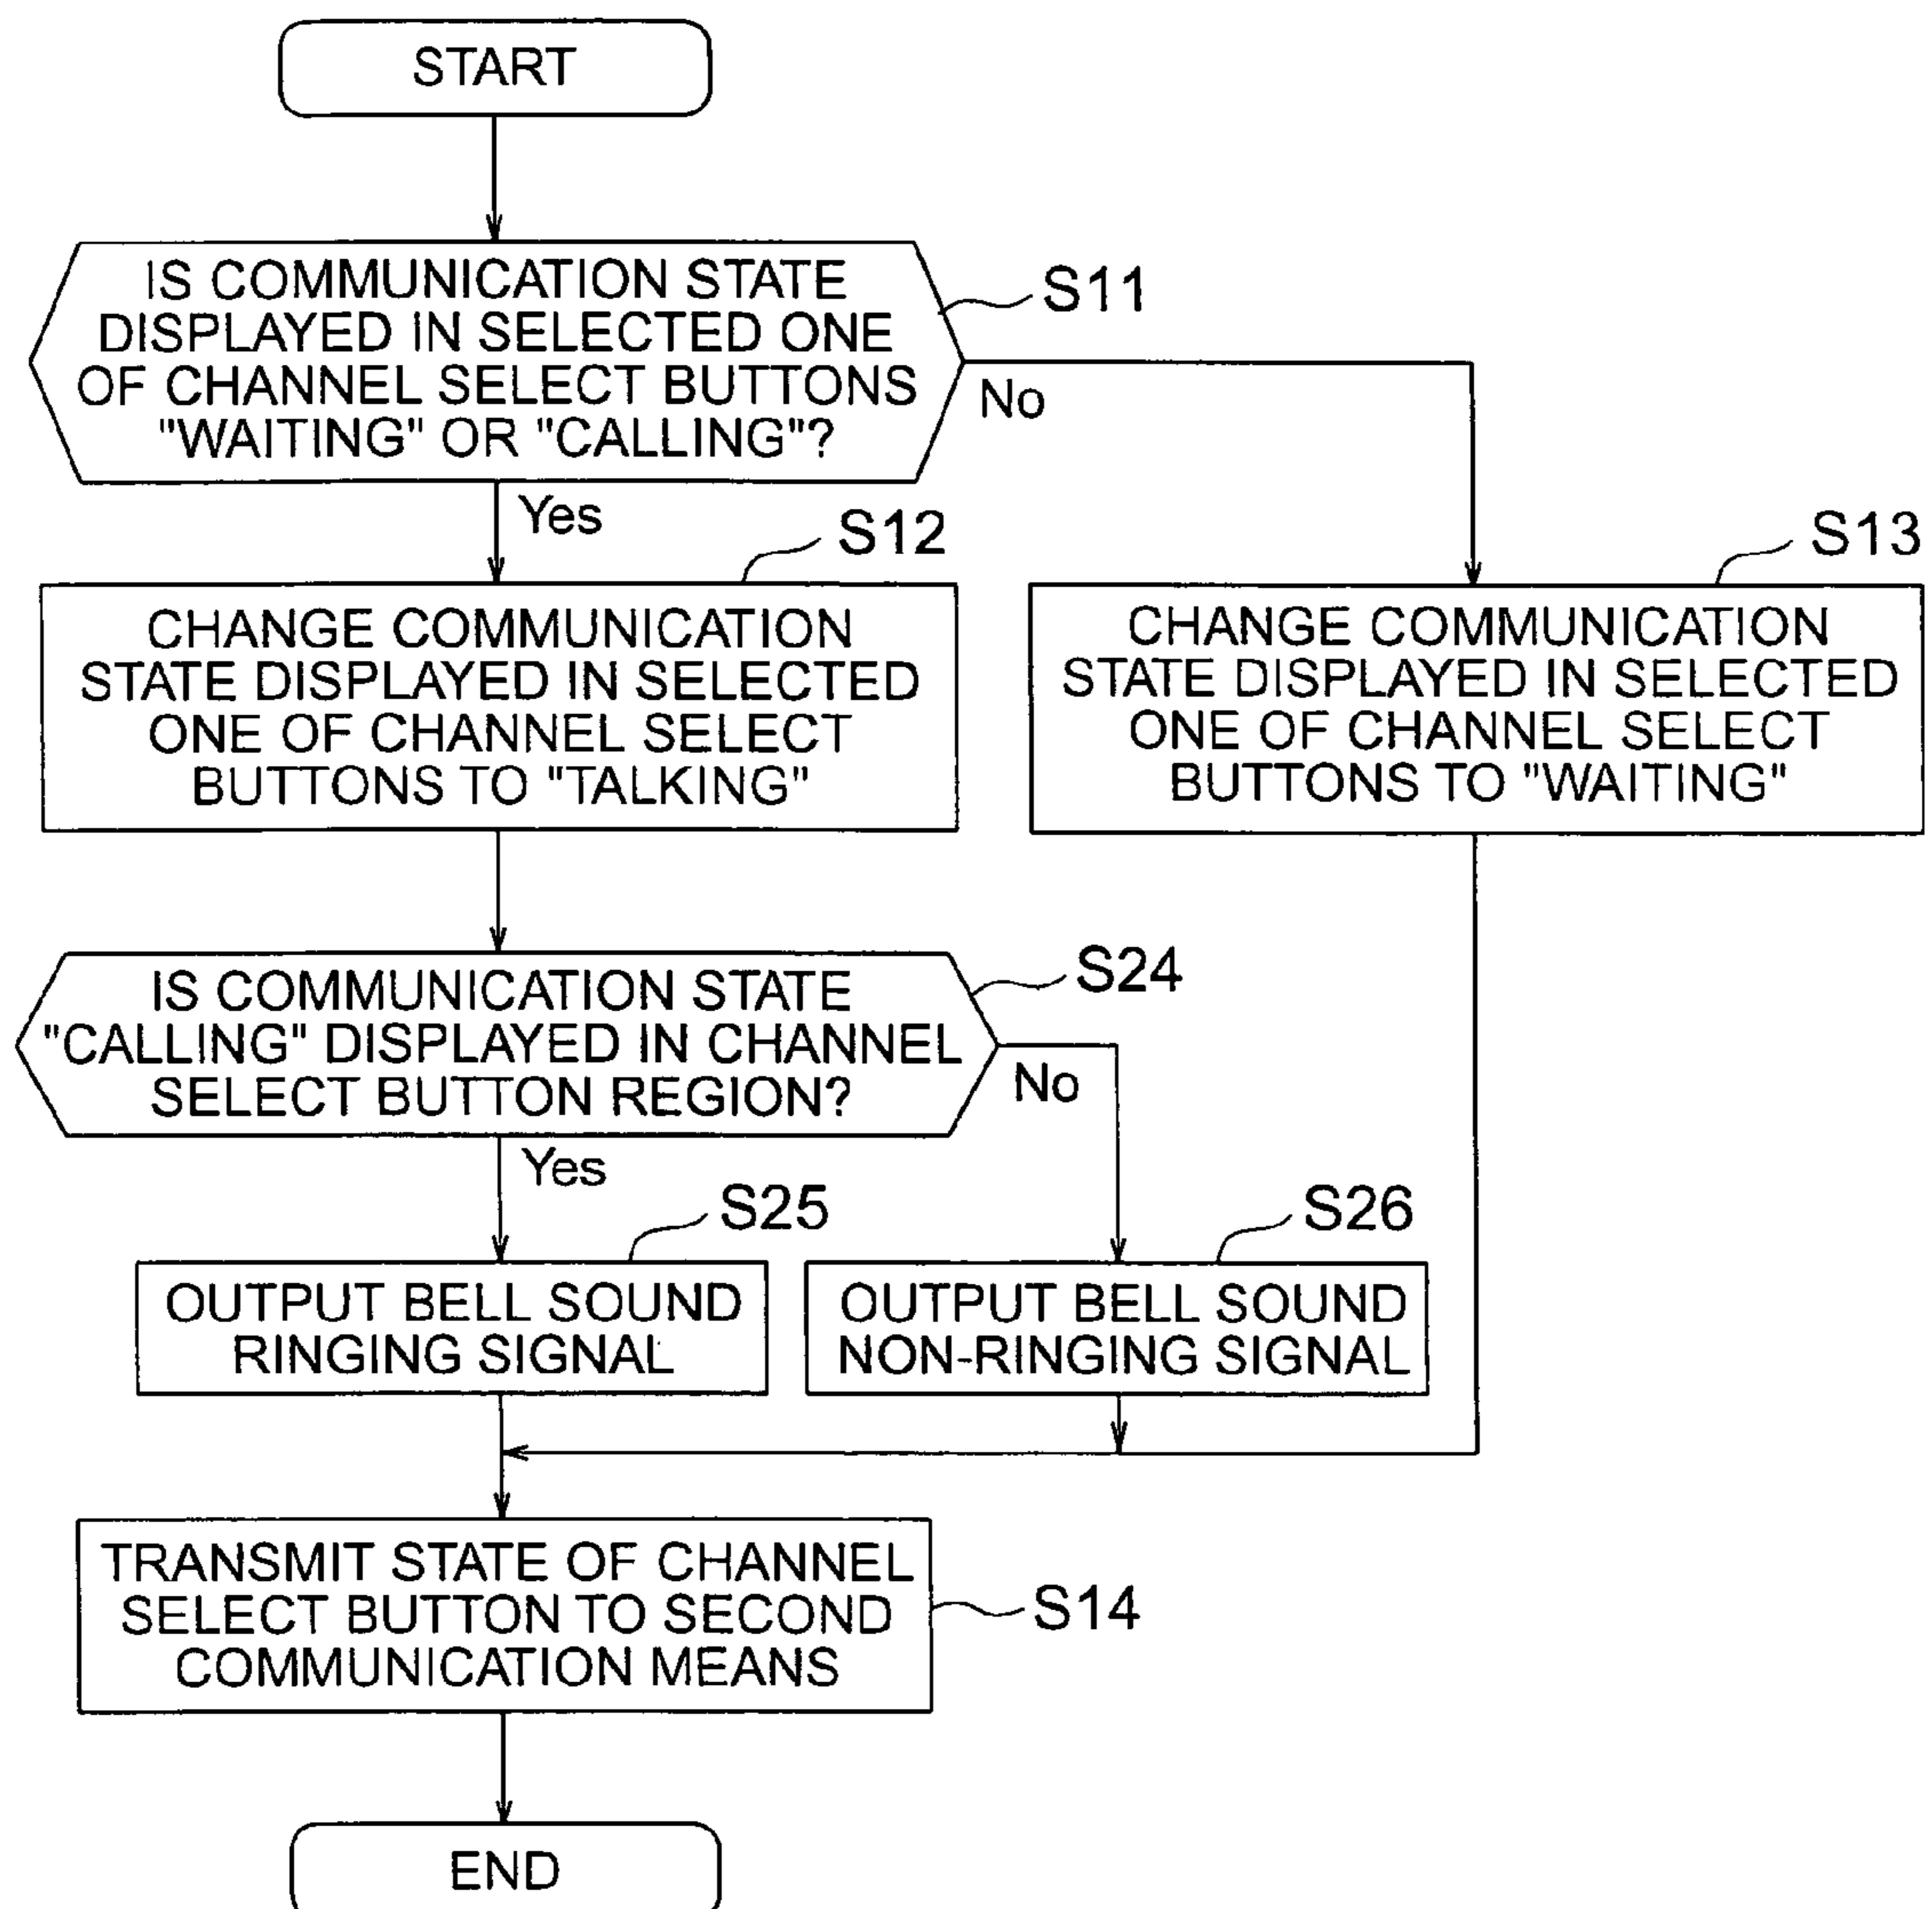 START
IS COMMUNICATION STATE
DISPLAYED IN SELECTED ONE
OF CHANNEL SELECT BUTTONS
"WAITING" OR "CALLING"?
S11
No
Yes
S12
CHANGE COMMUNICATION
STATE DISPLAYED IN SELECTED
ONE OF CHANNEL SELECT
BUTTONS TO "TALKING"
S13
CHANGE COMMUNICATION
STATE DISPLAYED IN SELECTED
ONE OF CHANNEL SELECT
BUTTONS TO "WAITING"
IS COMMUNICATION STATE
"CALLING" DISPLAYED IN CHANNEL
SELECT BUTTON REGION?
S24
No
Yes
S25
OUTPUT BELL SOUND
RINGING SIGNAL
S26
OUTPUT BELL SOUND
NON-RINGING SIGNAL
TRANSMIT STATE OF CHANNEL
SELECT BUTTON TO SECOND
COMMUNICATION MEANS
S14
END